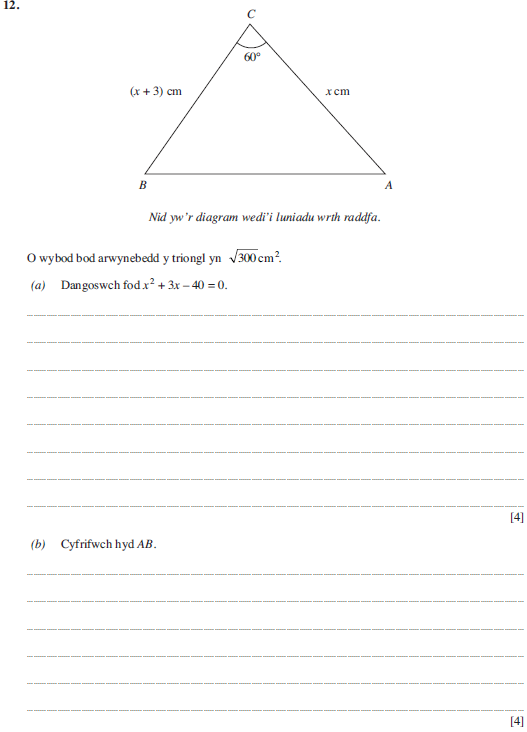 12.
C
60°
(x + 3) cm
x cm
B
A
Nid yw'r diagram wedi'i luniadu wrth raddfa.
O wybod bod arwynebedd y triongl yn √300 cm².
(a) Dangoswch fod x² + 3x – 40 = 0.
[4]
(b) Cyfrifwch hyd AB.
[4]